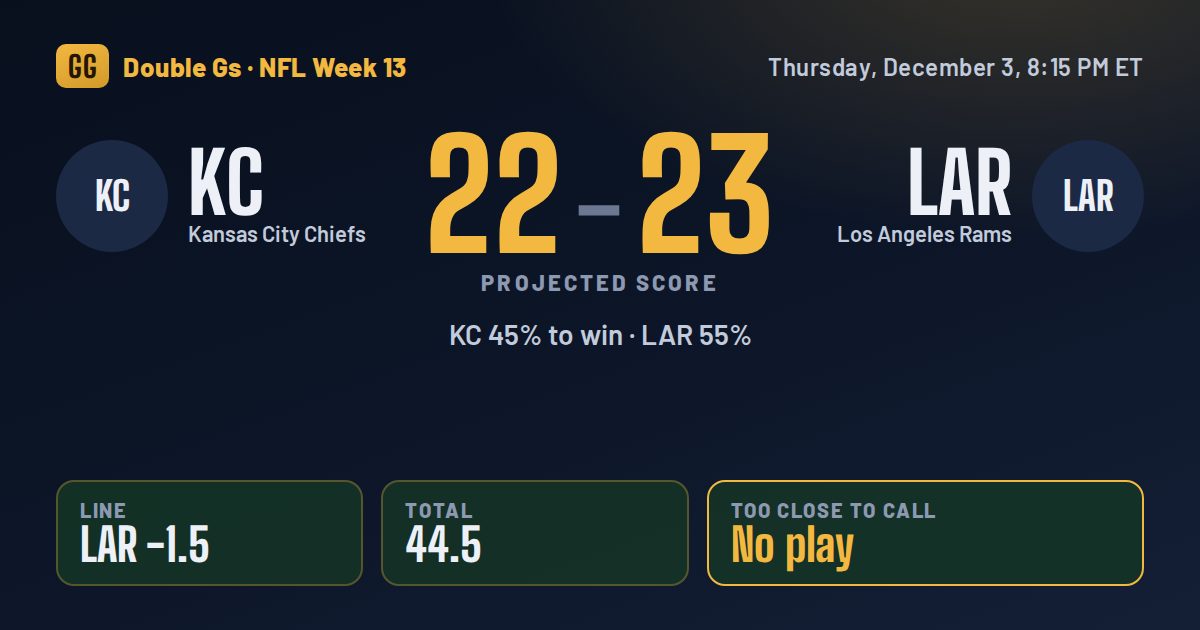 GG
Double Gs · NFL Week 13
Thursday, December 3, 8:15 PM ET
KC
KC
Kansas City Chiefs
22 – 23
PROJECTED SCORE
KC 45% to win · LAR 55%
LAR
Los Angeles Rams
LAR
LINE
LAR −1.5
TOTAL
44.5
TOO CLOSE TO CALL
No play